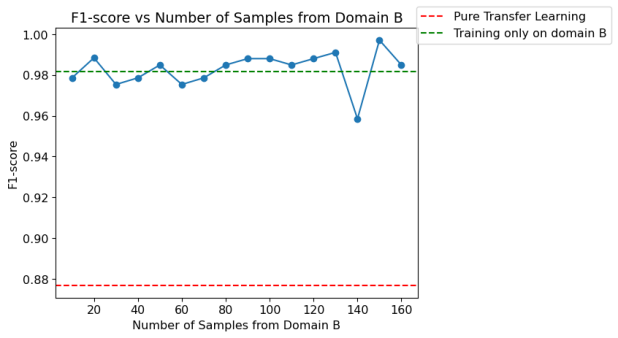 F1-score vs Number of Samples from Domain B
Pure Transfer Learning
Training only on domain B
1.00
0.98
0.96
0.94
0.92
0.90
0.88
F1-score
20 40 60 80 100 120 140 160
Number of Samples from Domain B